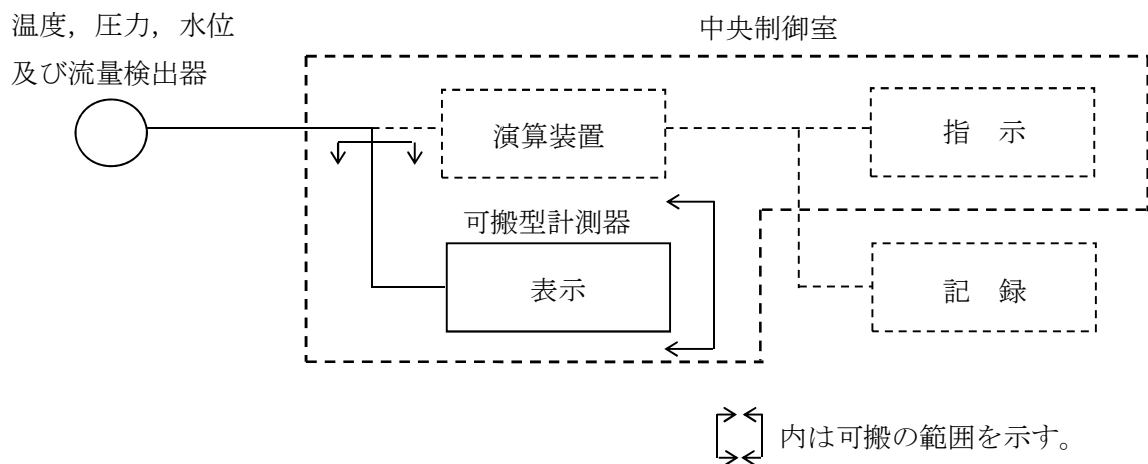 温度，圧力，水位
及び流量検出器
中央制御室
演算装置
指　示
可搬型計測器
表示
記　録
内は可搬の範囲を示す。